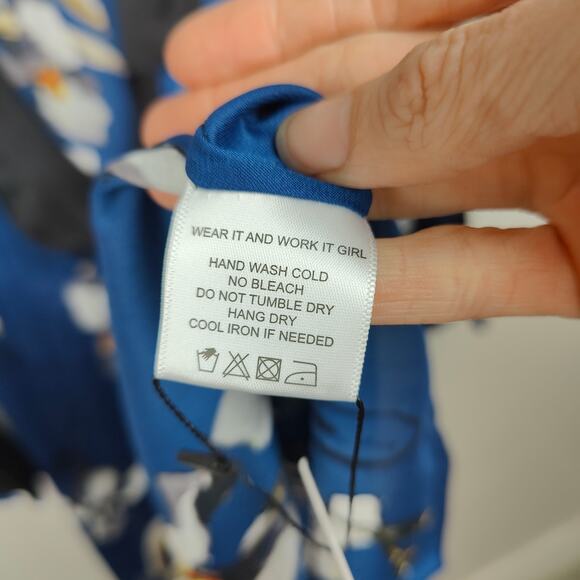 WEAR IT AND WORK IT GIRL
HAND WASH COLD
NO BLEACH
DO NOT TUMBLE DRY
HANG DRY
COOL IRON IF NEEDED